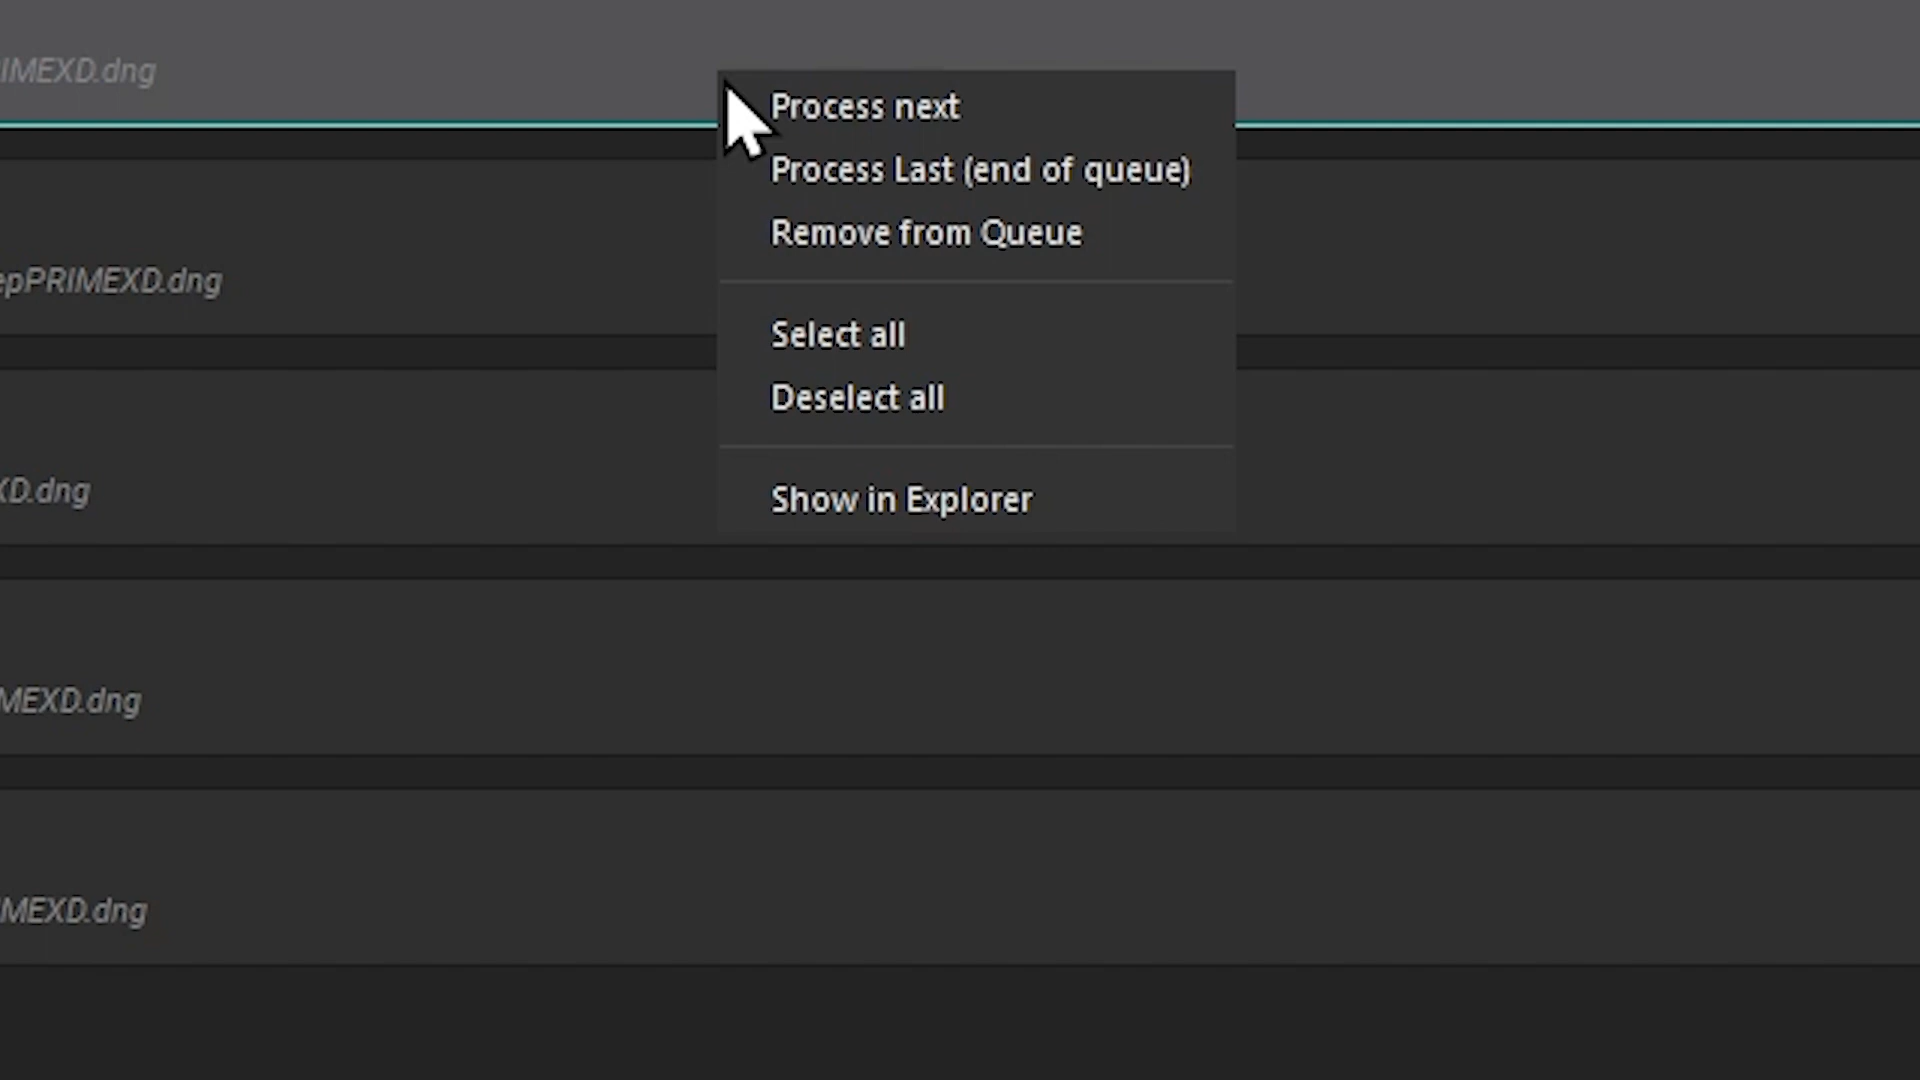 IMEXD.dng
Process next
Process Last (end of queue)
Remove from Queue
epPRIMEXD.dng
Select all
Deselect all
XD.dng
Show in Explorer
MEXD.dng
IMEXD.dng